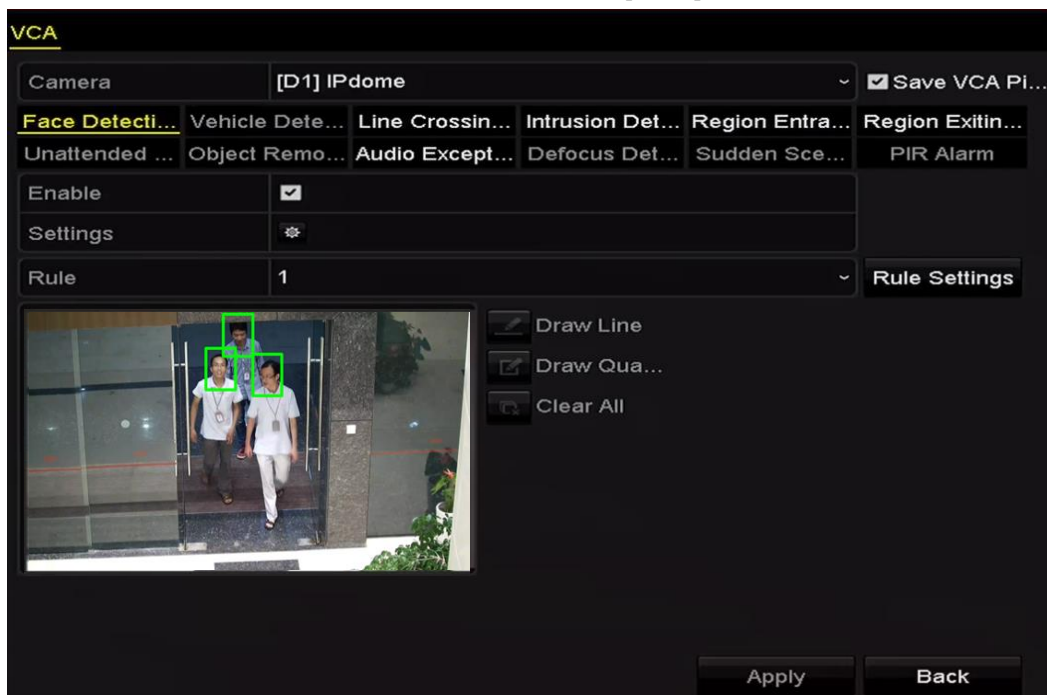 VCA
Camera [D1] IPdome Save VCA Pi...
Face Detecti... Vehicle Dete... Line Crossin... Intrusion Det... Region Entra... Region Exitin...
Unattended ... Object Remo... Audio Except... Defocus Det... Sudden Sce... PIR Alarm
Enable
Settings
Rule 1 Rule Settings
Draw Line
Draw Qua...
Clear All
Apply Back